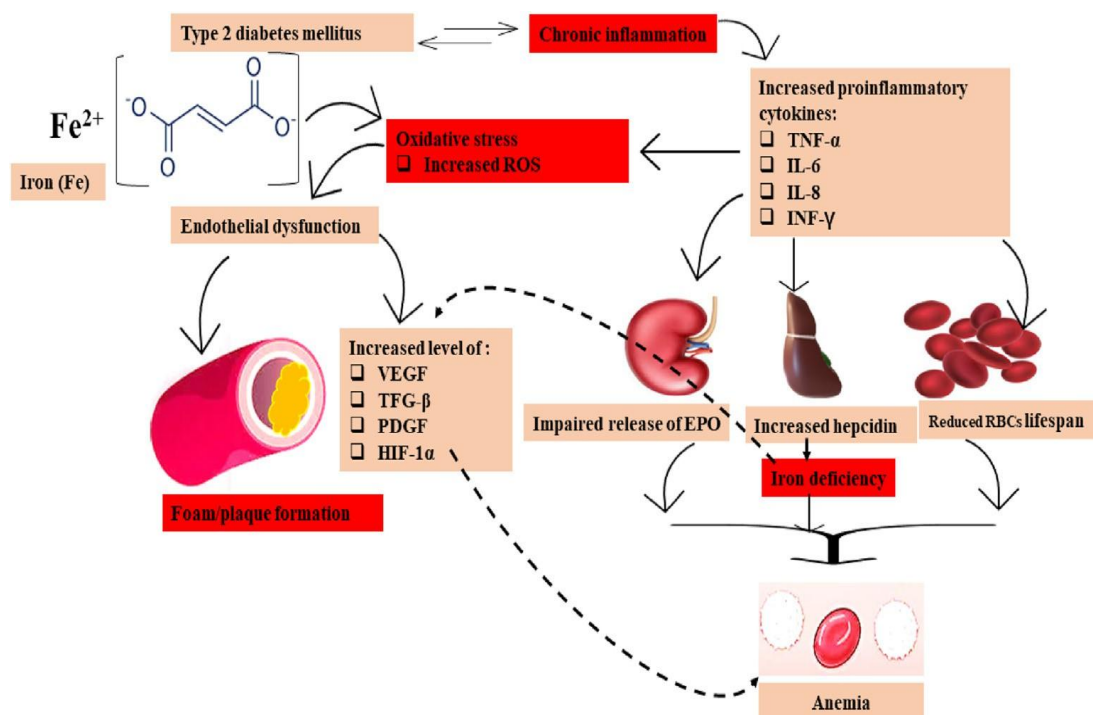 Type 2 diabetes mellitus
Chronic inflammation
Increased proinflammatory
cytokines:
❑ TNF-α
❑ IL-6
❑ IL-8
❑ INF-γ
O
-O
O-
O
Fe2+
Iron (Fe)
Oxidative stress
❑ Increased ROS
Endothelial dysfunction
Increased level of :
❑ VEGF
❑ TFG-β
❑ PDGF
❑ HIF-1α
Foam/plaque formation
Impaired release of EPO
Increased hepcidin
Reduced RBCs lifespan
Iron deficiency
Anemia